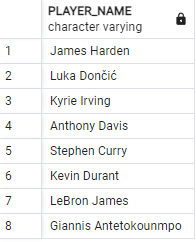 PLAYER_NAME
character varying
1 James Harden
2 Luka Dončić
3 Kyrie Irving
4 Anthony Davis
5 Stephen Curry
6 Kevin Durant
7 LeBron James
8 Giannis Antetokounmpo